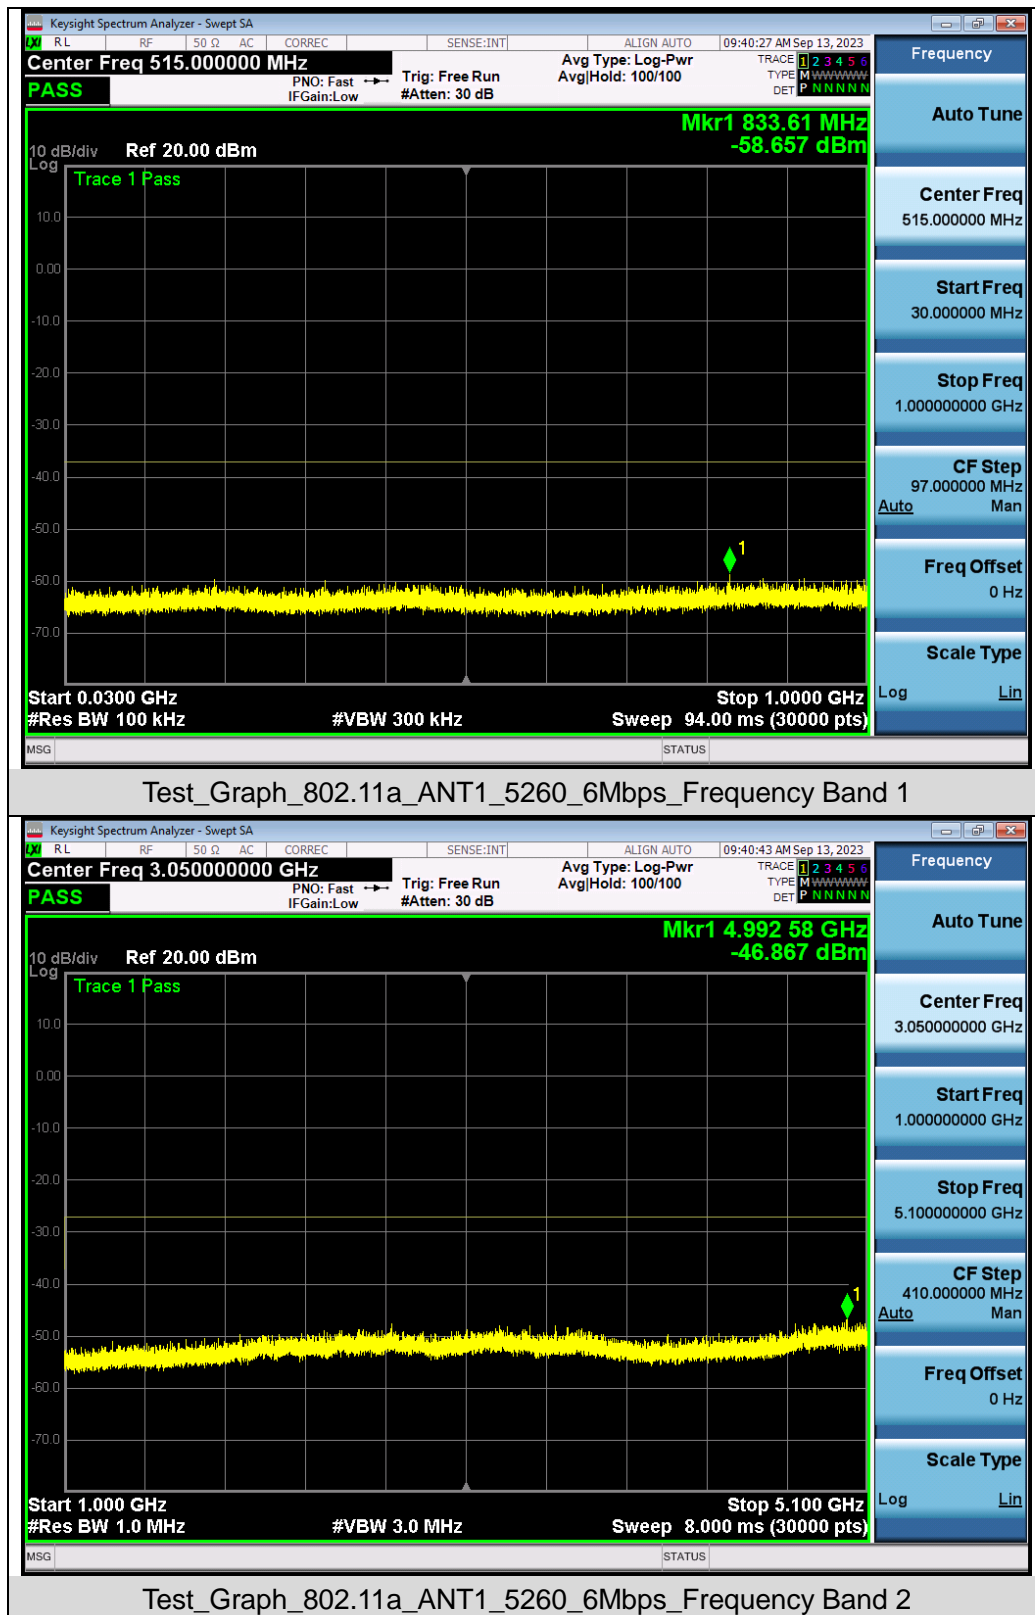 Keysight Spectrum Analyzer - Swept SA
LXI RL RF 50 Ω AC CORREC SENSE:INT ALIGN AUTO 09:40:27 AM Sep 13, 2023
Center Freq 515.000000 MHz
PASS
PNO: Fast
IFGain:Low
Trig: Free Run
#Atten: 30 dB
Avg Type: Log-Pwr
Avg|Hold: 100/100
TRACE 1 2 3 4 5 6
TYPE M WWWWW
DET P N N N N N
Mkr1 833.61 MHz
-58.657 dBm
10 dB/div Ref 20.00 dBm
Log
Trace 1 Pass
10.0
0.00
-10.0
-20.0
-30.0
-40.0
-50.0
-60.0
-70.0
1
Start 0.0300 GHz Stop 1.0000 GHz
#Res BW 100 kHz #VBW 300 kHz Sweep 94.00 ms (30000 pts)
MSG STATUS
Frequency
Auto Tune
Center Freq
515.000000 MHz
Start Freq
30.000000 MHz
Stop Freq
1.000000000 GHz
CF Step
97.000000 MHz
Auto Man
Freq Offset
0 Hz
Scale Type
Log Lin
Test_Graph_802.11a_ANT1_5260_6Mbps_Frequency Band 1
Keysight Spectrum Analyzer - Swept SA
LXI RL RF 50 Ω AC CORREC SENSE:INT ALIGN AUTO 09:40:43 AM Sep 13, 2023
Center Freq 3.050000000 GHz
PASS
PNO: Fast
IFGain:Low
Trig: Free Run
#Atten: 30 dB
Avg Type: Log-Pwr
Avg|Hold: 100/100
TRACE 1 2 3 4 5 6
TYPE M WWWWW
DET P N N N N N
Mkr1 4.992 58 GHz
-46.867 dBm
10 dB/div Ref 20.00 dBm
Log
Trace 1 Pass
10.0
0.00
-10.0
-20.0
-30.0
-40.0
-50.0
-60.0
-70.0
1
Start 1.000 GHz Stop 5.100 GHz
#Res BW 1.0 MHz #VBW 3.0 MHz Sweep 8.000 ms (30000 pts)
MSG STATUS
Frequency
Auto Tune
Center Freq
3.050000000 GHz
Start Freq
1.000000000 GHz
Stop Freq
5.100000000 GHz
CF Step
410.000000 MHz
Auto Man
Freq Offset
0 Hz
Scale Type
Log Lin
Test_Graph_802.11a_ANT1_5260_6Mbps_Frequency Band 2